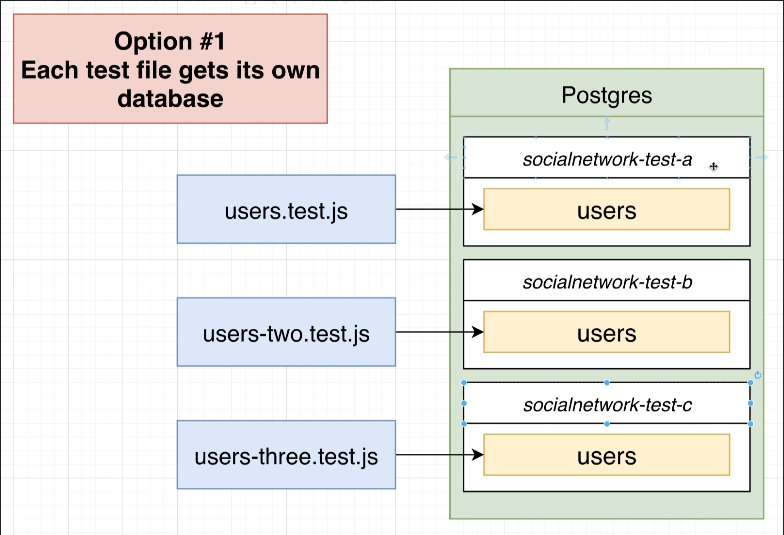 Option #1
Each test file gets its own
database
Postgres
socialnetwork-test-a
users.test.js
users
socialnetwork-test-b
users-two.test.js
users
socialnetwork-test-c
users-three.test.js
users